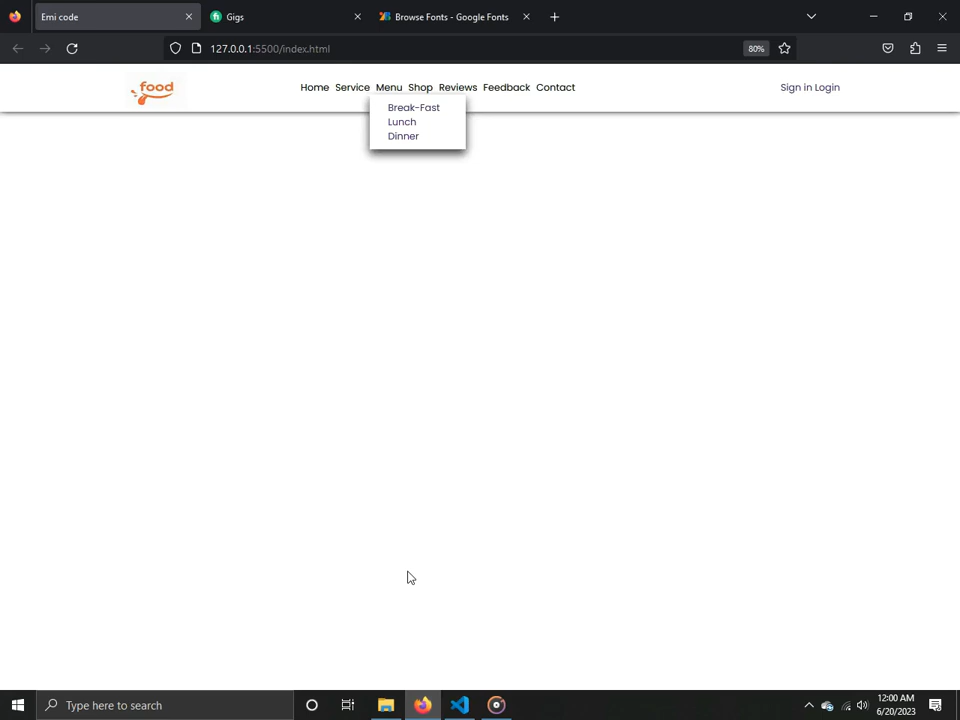 Emi code
Gigs
Browse Fonts - Google Fonts
127.0.0.1:5500/index.html
80%
food
Home Service Menu Shop Reviews Feedback Contact
Sign in Login
Break-Fast
Lunch
Dinner
Type here to search
12:00 AM
6/20/2023